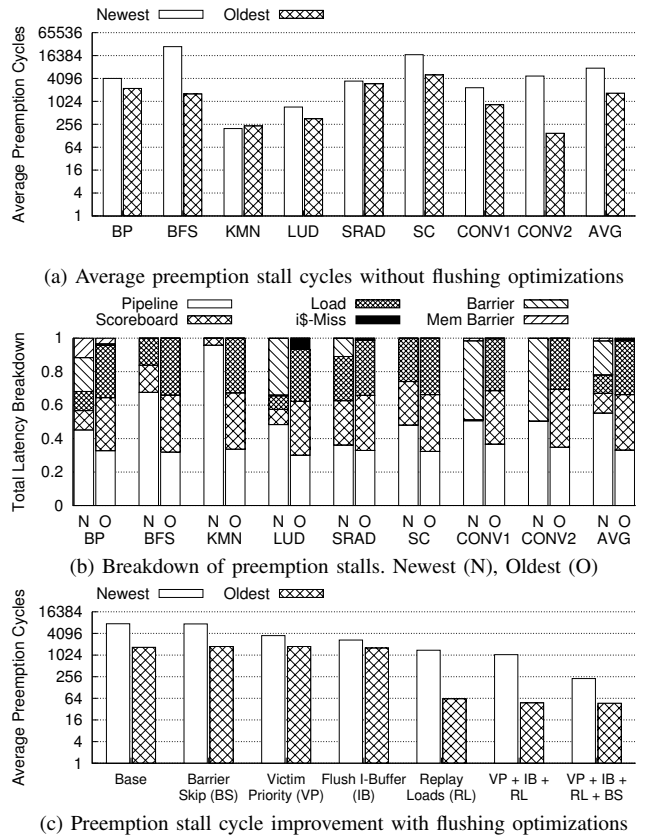 Newest Oldest
Average Preemption Cycles
65536
16384
4096
1024
256
64
16
4
1
BP BFS KMN LUD SRAD SC CONV1 CONV2 AVG
(a) Average preemption stall cycles without flushing optimizations
Pipeline Load Barrier
Scoreboard i$-Miss Mem Barrier
Total Latency Breakdown
1
0.8
0.6
0.4
0.2
0
N O N O N O N O N O N O N O N O N O
BP BFS KMN LUD SRAD SC CONV1 CONV2 AVG
(b) Breakdown of preemption stalls. Newest (N), Oldest (O)
Newest Oldest
Average Preemption Cycles
16384
4096
1024
256
64
16
4
1
Base Barrier Victim Flush I-Buffer Replay VP + IB + VP + IB +
Skip (BS) Priority (VP) (IB) Loads (RL) RL RL + BS
(c) Preemption stall cycle improvement with flushing optimizations